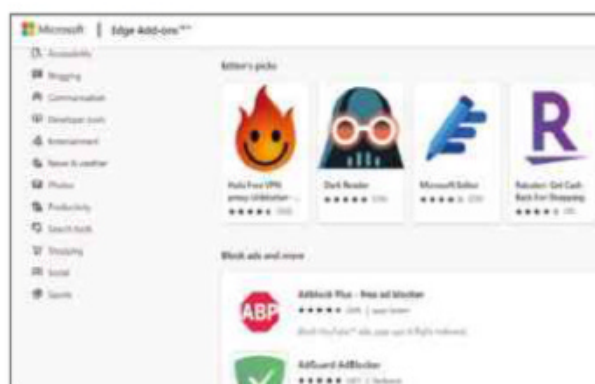 Microsoft | Edge Add-ons
Accessibility
Blogging
Communication
Developer tools
Entertainment
News & weather
Photos
Productivity
Search tools
Shopping
Social
Sports
Editor's picks
Hola Free VPN
proxy Unblocker - ...
Dark Reader
Microsoft Editor
Rakuten: Get Cash
Back For Shopping
R
Block ads and more
ABP
Adblock Plus - free ad blocker
AdGuard AdBlocker